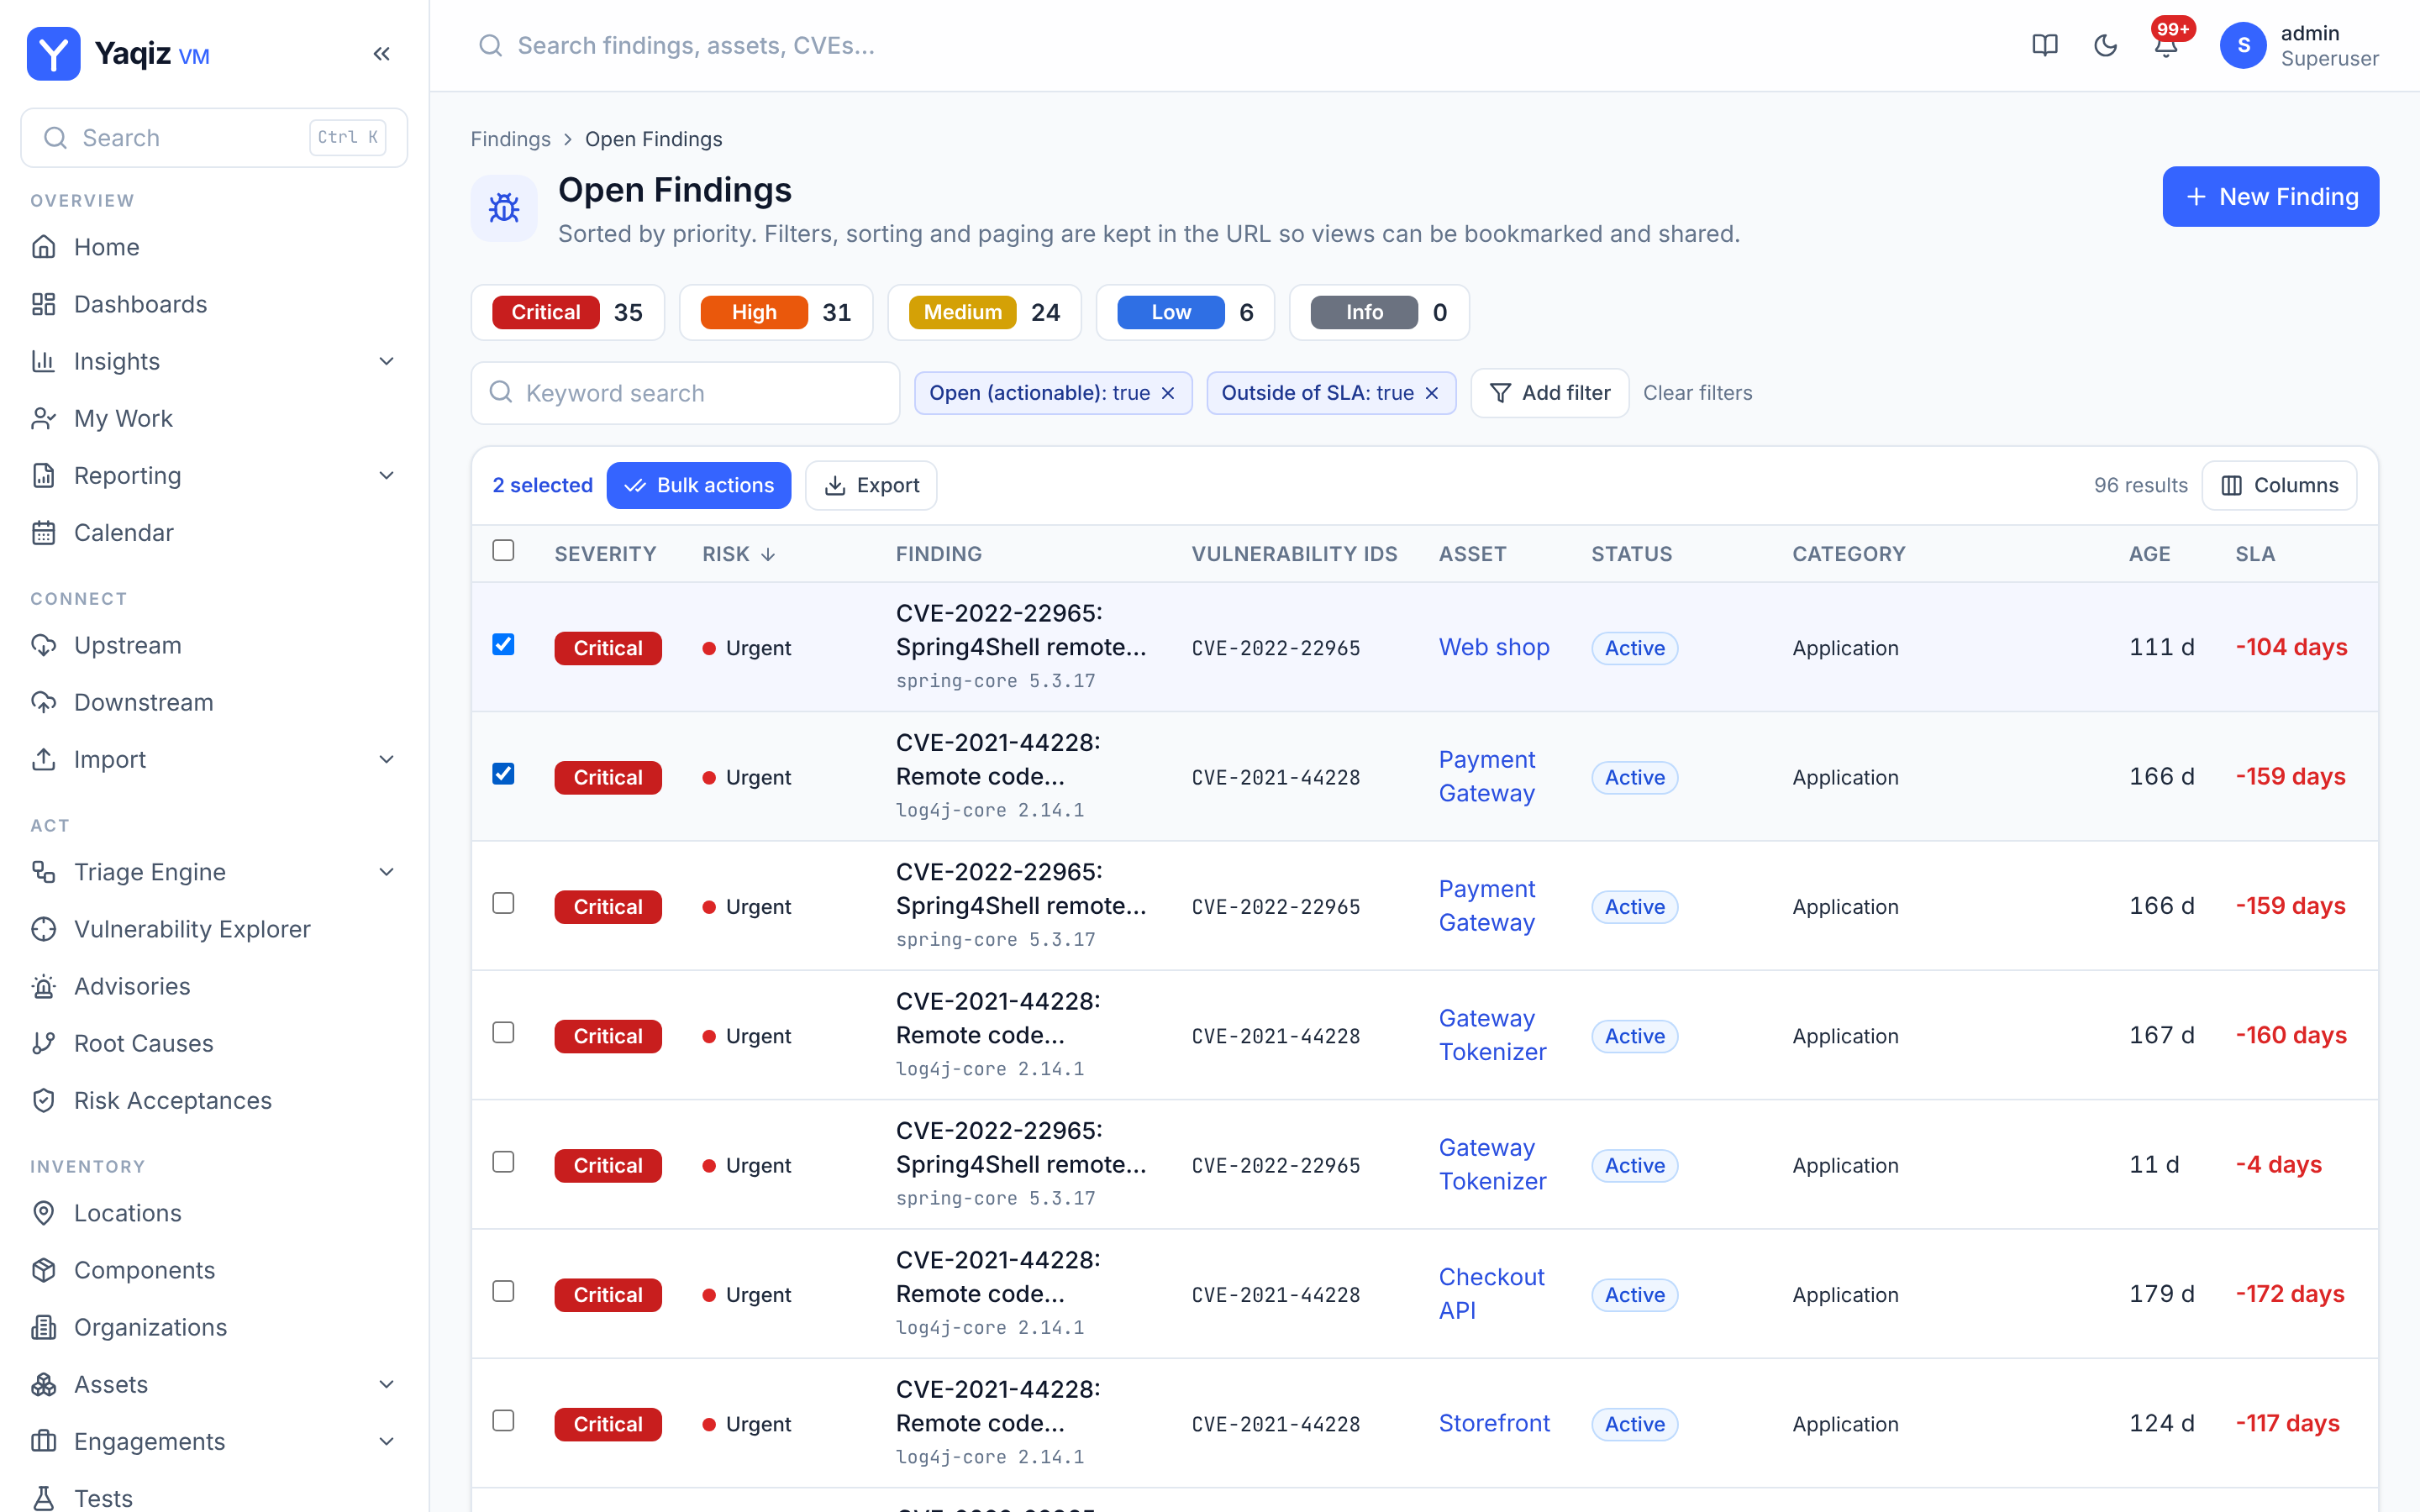 Yaqiz VM
Search
Ctrl K
OVERVIEW
Home
Dashboards
Insights
My Work
Reporting
Calendar
CONNECT
Upstream
Downstream
Import
ACT
Triage Engine
Vulnerability Explorer
Advisories
Root Causes
Risk Acceptances
INVENTORY
Locations
Components
Organizations
Assets
Engagements
Tests
Search findings, assets, CVEs...
99+
S
admin
Superuser
Findings > Open Findings
Open Findings
Sorted by priority. Filters, sorting and paging are kept in the URL so views can be bookmarked and shared.
+ New Finding
Critical 35
High 31
Medium 24
Low 6
Info 0
Keyword search
Open (actionable): true ×
Outside of SLA: true ×
Add filter
Clear filters
2 selected
Bulk actions
Export
96 results
Columns
SEVERITY RISK ↓ FINDING VULNERABILITY IDS ASSET STATUS CATEGORY AGE SLA
CVE-2022-22965:
Critical Urgent Spring4Shell remote... CVE-2022-22965 Web shop Active Application 111 d -104 days
spring-core 5.3.17
CVE-2021-44228: Payment
Critical Urgent Remote code... CVE-2021-44228 Gateway Active Application 166 d -159 days
log4j-core 2.14.1
CVE-2022-22965: Payment
Critical Urgent Spring4Shell remote... CVE-2022-22965 Gateway Active Application 166 d -159 days
spring-core 5.3.17
CVE-2021-44228: Gateway
Critical Urgent Remote code... CVE-2021-44228 Tokenizer Active Application 167 d -160 days
log4j-core 2.14.1
CVE-2022-22965: Gateway
Critical Urgent Spring4Shell remote... CVE-2022-22965 Tokenizer Active Application 11 d -4 days
spring-core 5.3.17
CVE-2021-44228: Checkout
Critical Urgent Remote code... CVE-2021-44228 API Active Application 179 d -172 days
log4j-core 2.14.1
CVE-2021-44228:
Critical Urgent Remote code... CVE-2021-44228 Storefront Active Application 124 d -117 days
log4j-core 2.14.1